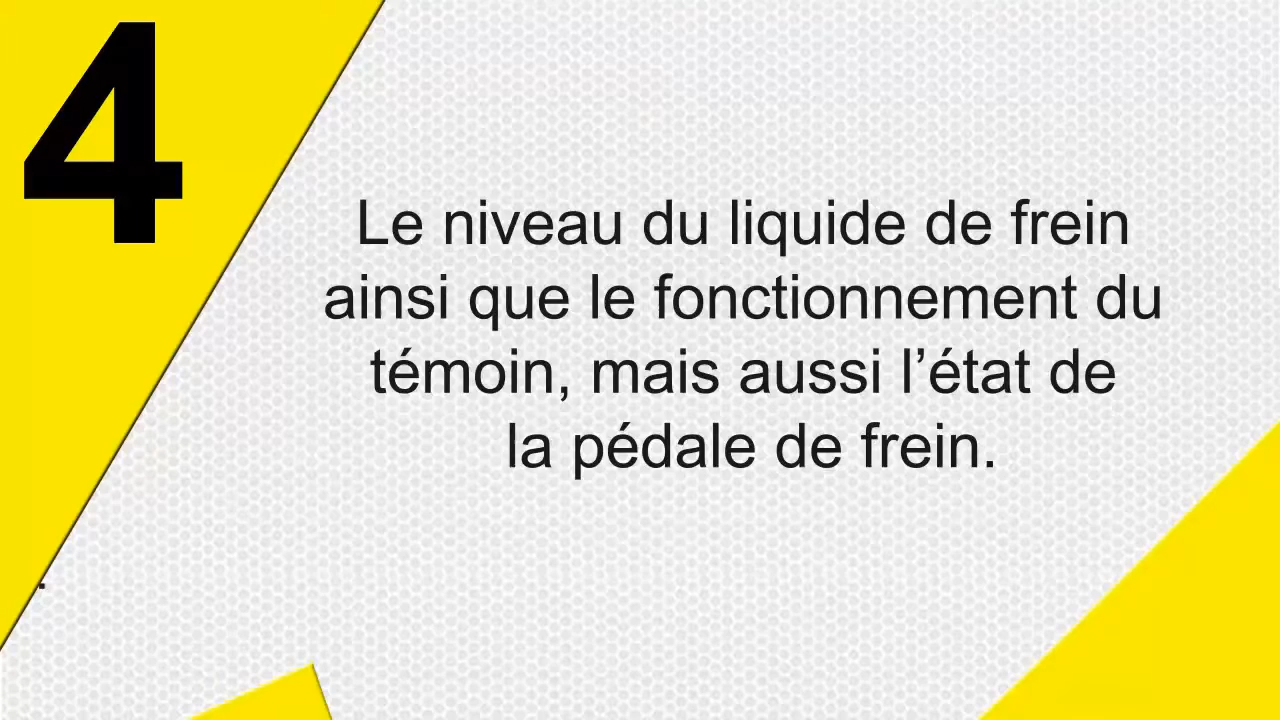 4
Le niveau du liquide de frein
ainsi que le fonctionnement du
témoin, mais aussi l’état de
la pédale de frein.
.